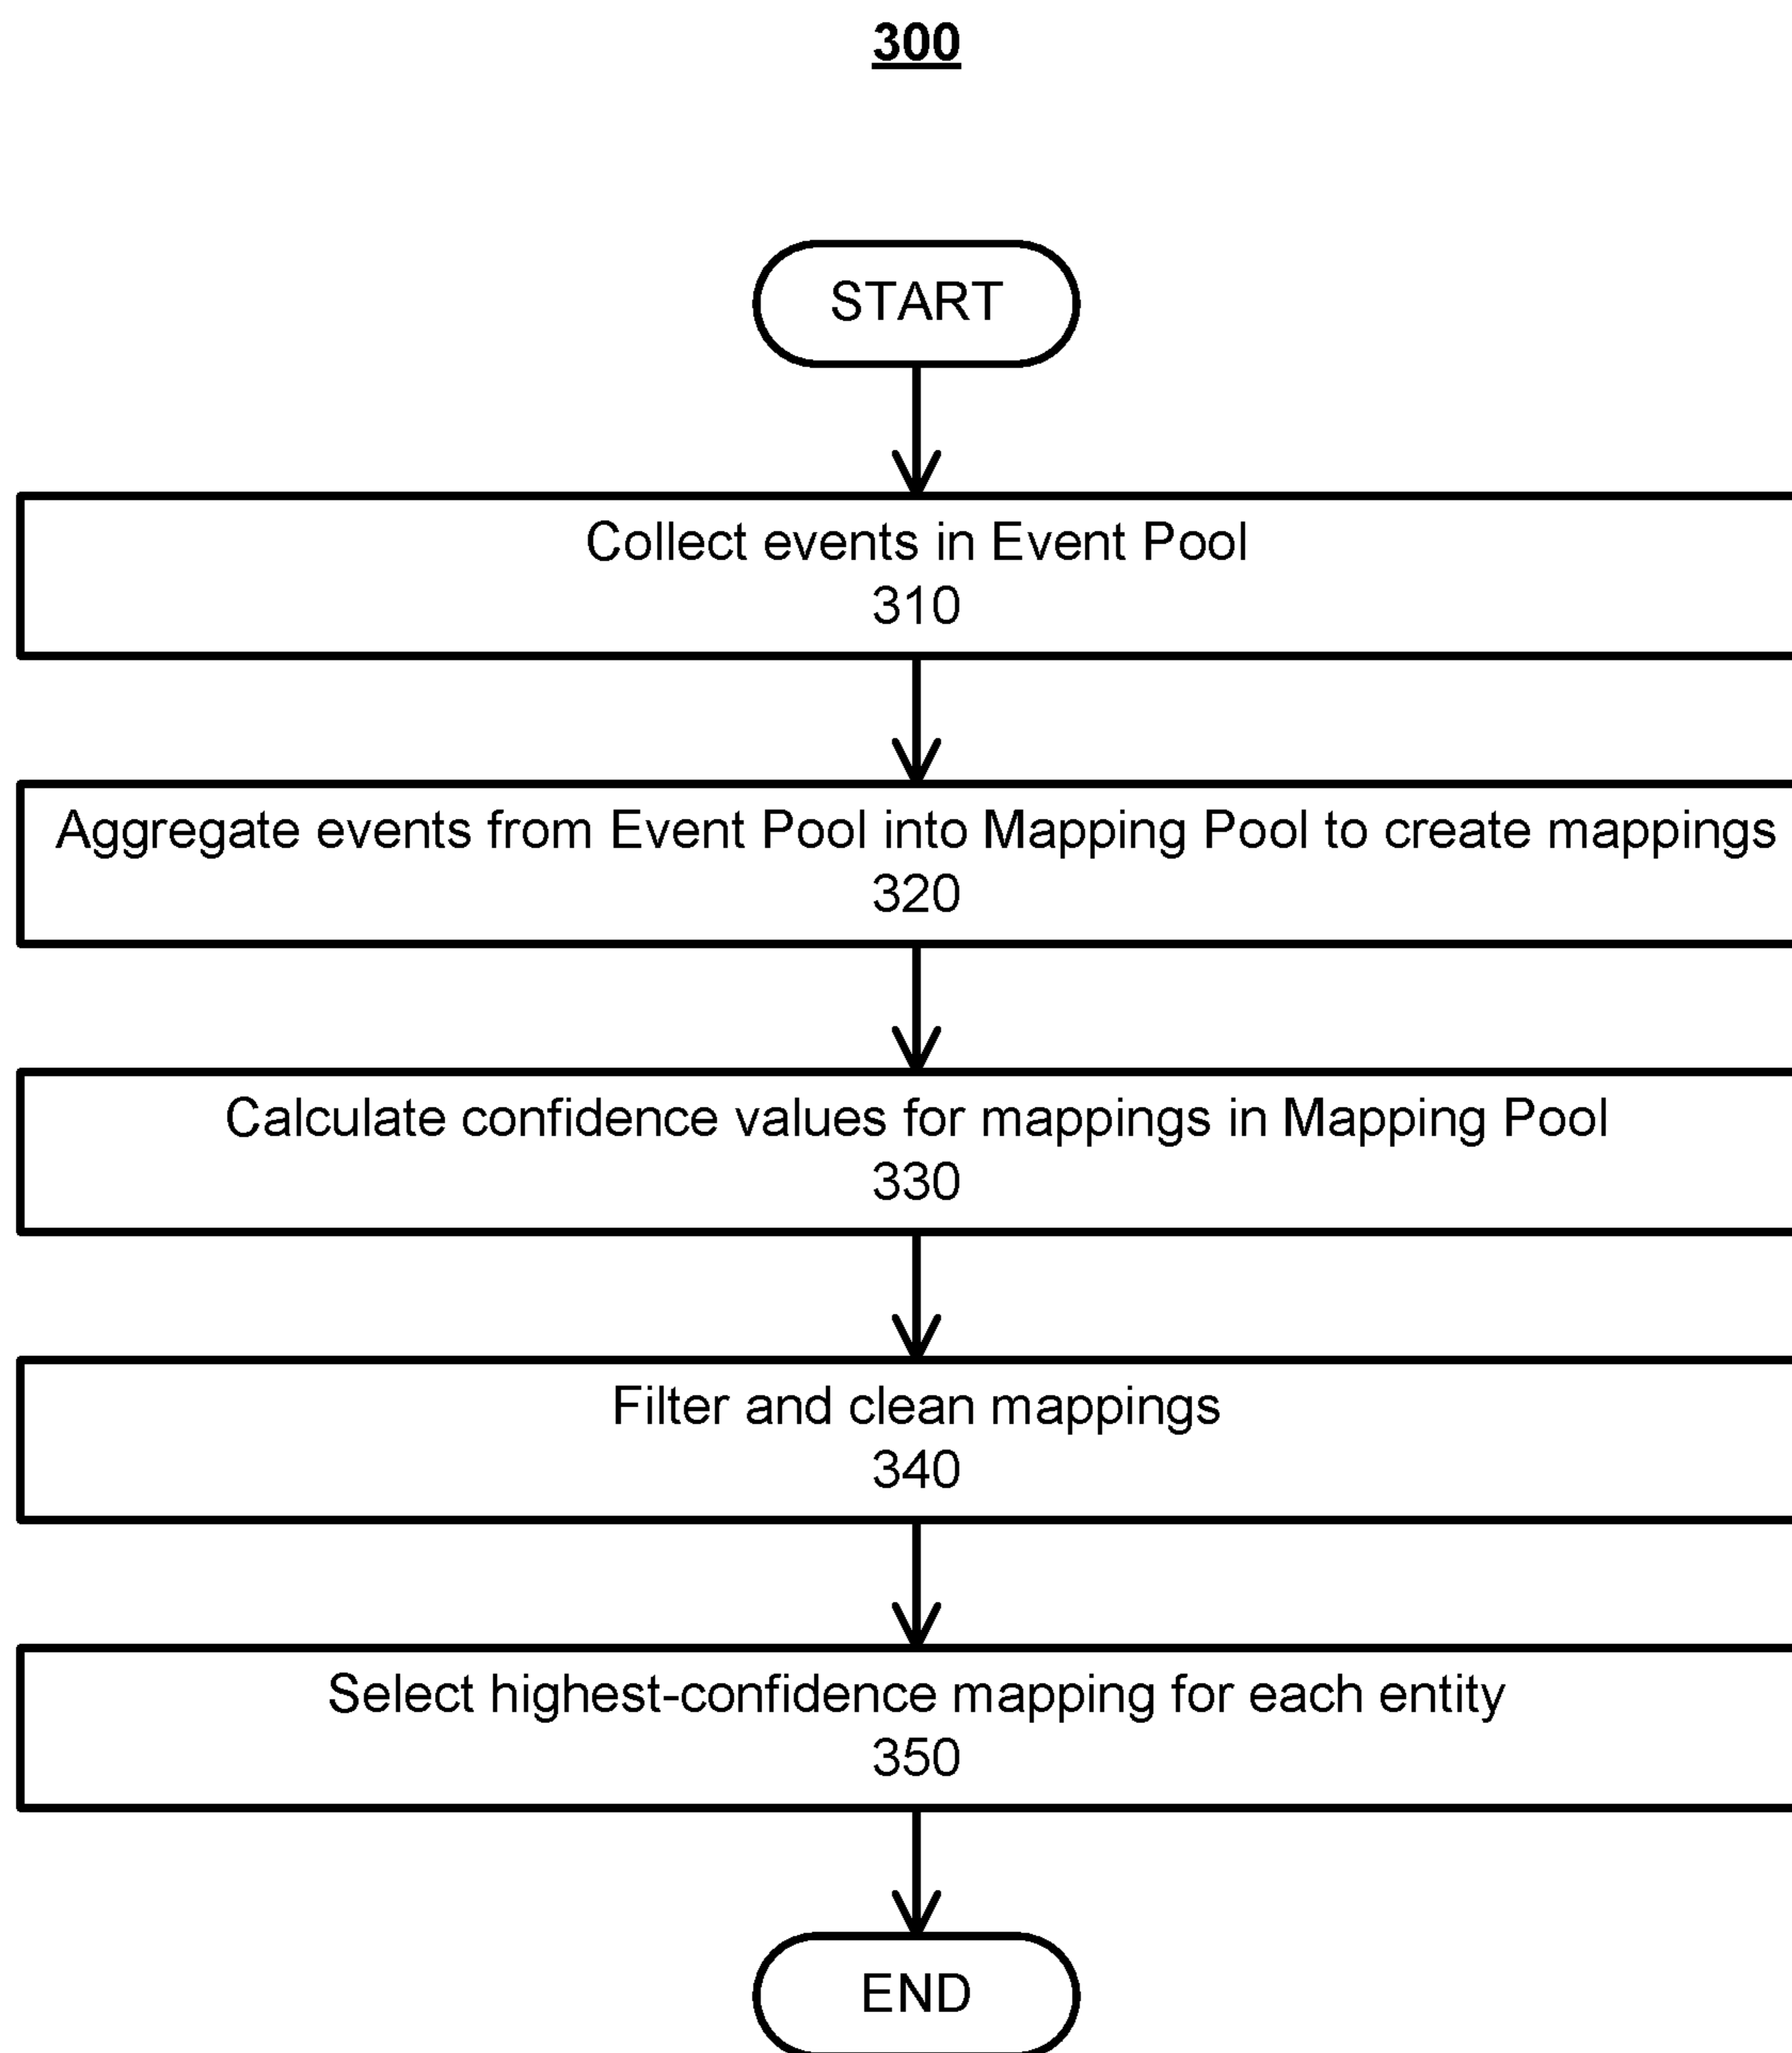 300
START
Collect events in Event Pool
310
Aggregate events from Event Pool into Mapping Pool to create mappings
320
Calculate confidence values for mappings in Mapping Pool
330
Filter and clean mappings
340
Select highest-confidence mapping for each entity
350
END